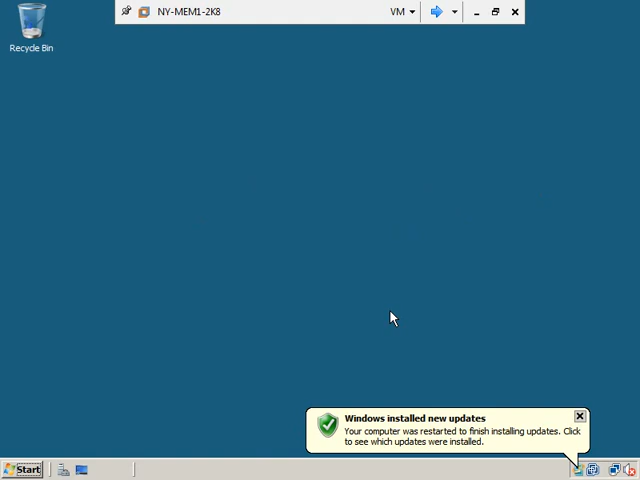 NY-MEM1-2K8
VM
Recycle Bin
Windows installed new updates
Your computer was restarted to finish installing updates. Click
to see which updates were installed.
Start